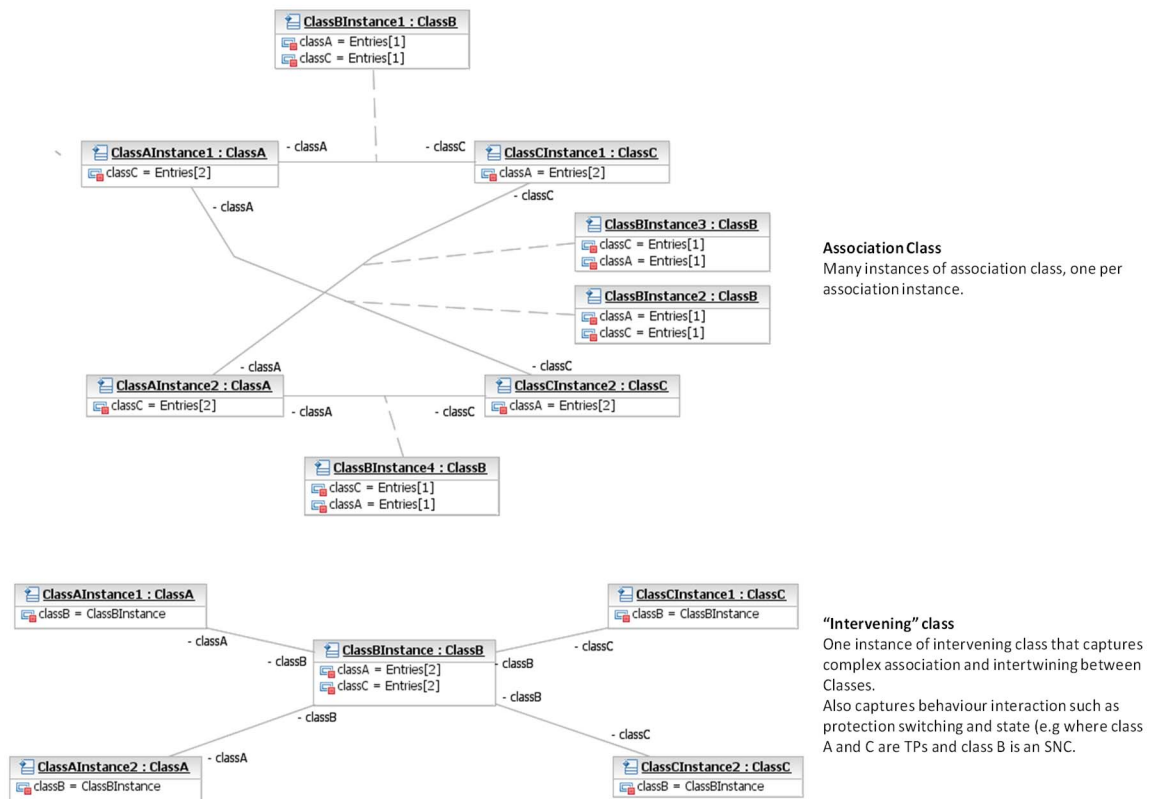 ClassBInstance1 : ClassB
classA = Entries[1]
classC = Entries[1]
- classA
- classC
ClassAInstance1 : ClassA
classC = Entries[2]
ClassCInstance1 : ClassC
classA = Entries[2]
- classA
- classC
ClassBInstance3 : ClassB
classC = Entries[1]
classA = Entries[1]
ClassBInstance2 : ClassB
classA = Entries[1]
classC = Entries[1]
Association Class
Many instances of association class, one per
association instance.
- classA
- classC
ClassAInstance2 : ClassA
classC = Entries[2]
ClassCInstance2 : ClassC
classA = Entries[2]
- classA
- classC
ClassBInstance4 : ClassB
classC = Entries[1]
classA = Entries[1]
ClassAInstance1 : ClassA
classB = ClassBInstance
ClassCInstance1 : ClassC
classB = ClassBInstance
- classA
- classC
- classB
- classB
ClassBInstance : ClassB
classA = Entries[2]
classC = Entries[2]
- classB
- classB
- classA
- classC
ClassAInstance2 : ClassA
classB = ClassBInstance
ClassCInstance2 : ClassC
classB = ClassBInstance
“Intervening” class
One instance of intervening class that captures
complex association and intertwining between
Classes.
Also captures behaviour interaction such as
protection switching and state (e.g where class
A and C are TPs and class B is an SNC.